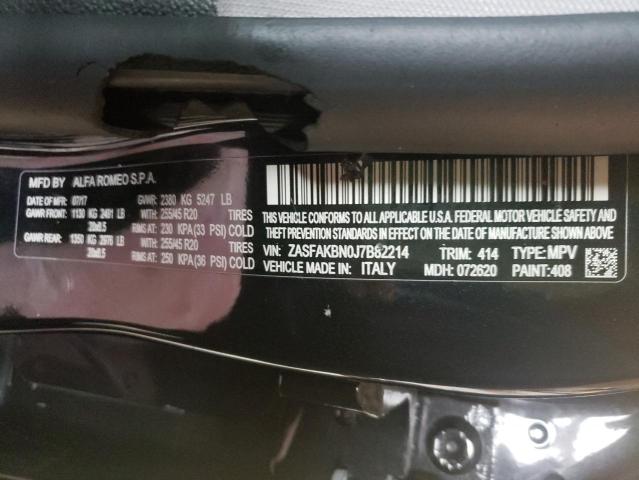 MFD BY ALFA ROMEO S.P.A.
DATE OF MFR: 07/17 GVWR: 2380 KG 5247 LB
GAWR FRONT: 1130 KG 2491 LB WITH: 255/45 R20 TIRES
20x8.5 RIMS AT: 230 KPA (33 PSI) COLD
GAWR REAR: 1350 KG 2976 LB WITH: 255/45 R20 TIRES
20x8.5 RIMS AT: 250 KPA (36 PSI) COLD
THIS VEHICLE CONFORMS TO ALL APPLICABLE U.S.A. FEDERAL MOTOR VEHICLE SAFETY AND
THEFT PREVENTION STANDARDS IN EFFECT ON THE DATE OF MANUFACTURE SHOWN ABOVE.
VIN: ZASFAKBN0J7B82214 TRIM: 414 TYPE: MPV
VEHICLE MADE IN: ITALY MDH: 072620 PAINT: 408